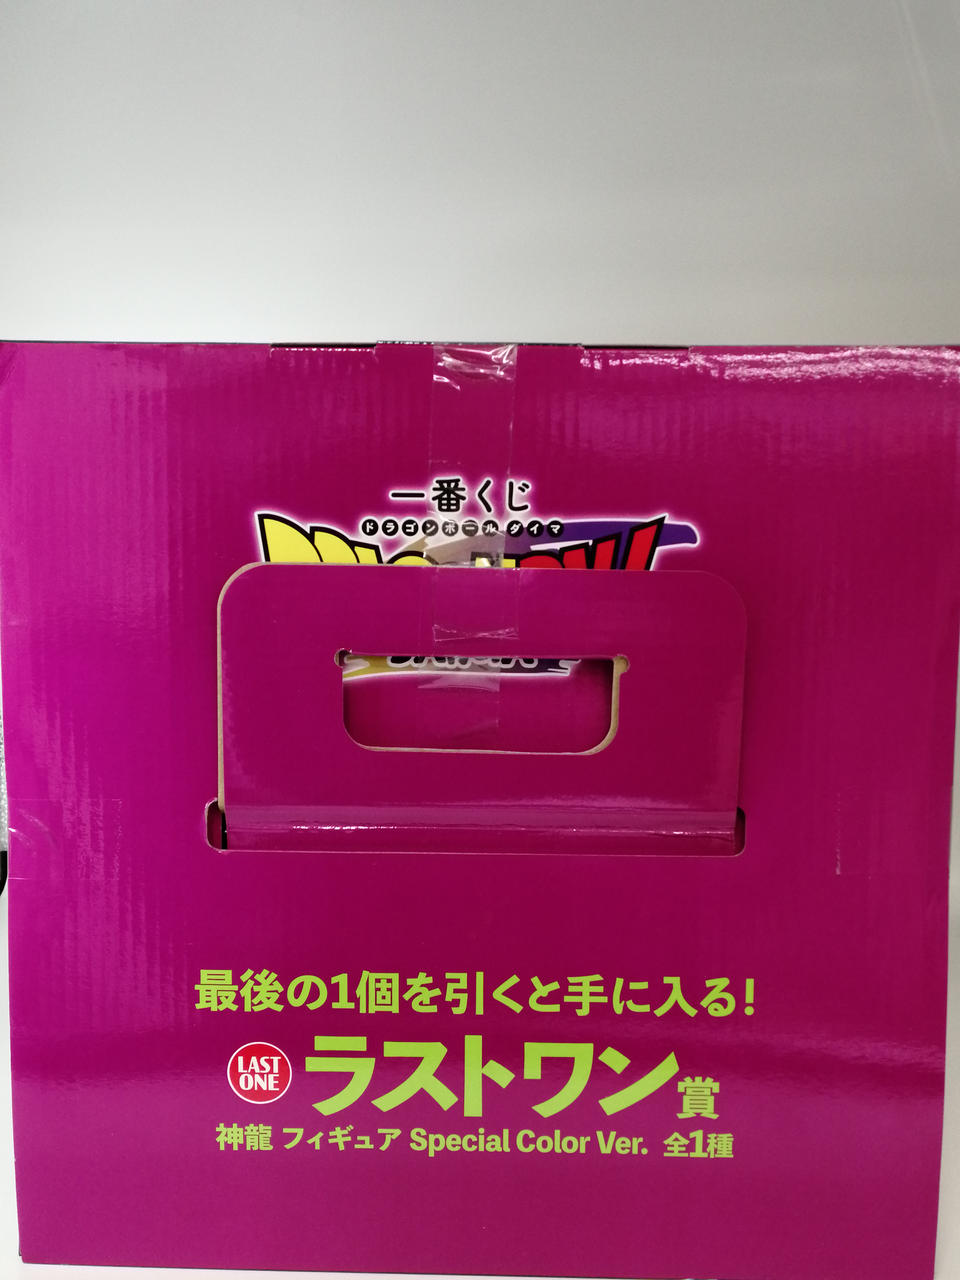 一番くじ
ドラゴンボールダイマ
最後の1個を引くと手に入る!
LAST ONE ラストワン賞
神龍 フィギュア Special Color Ver. 全1種